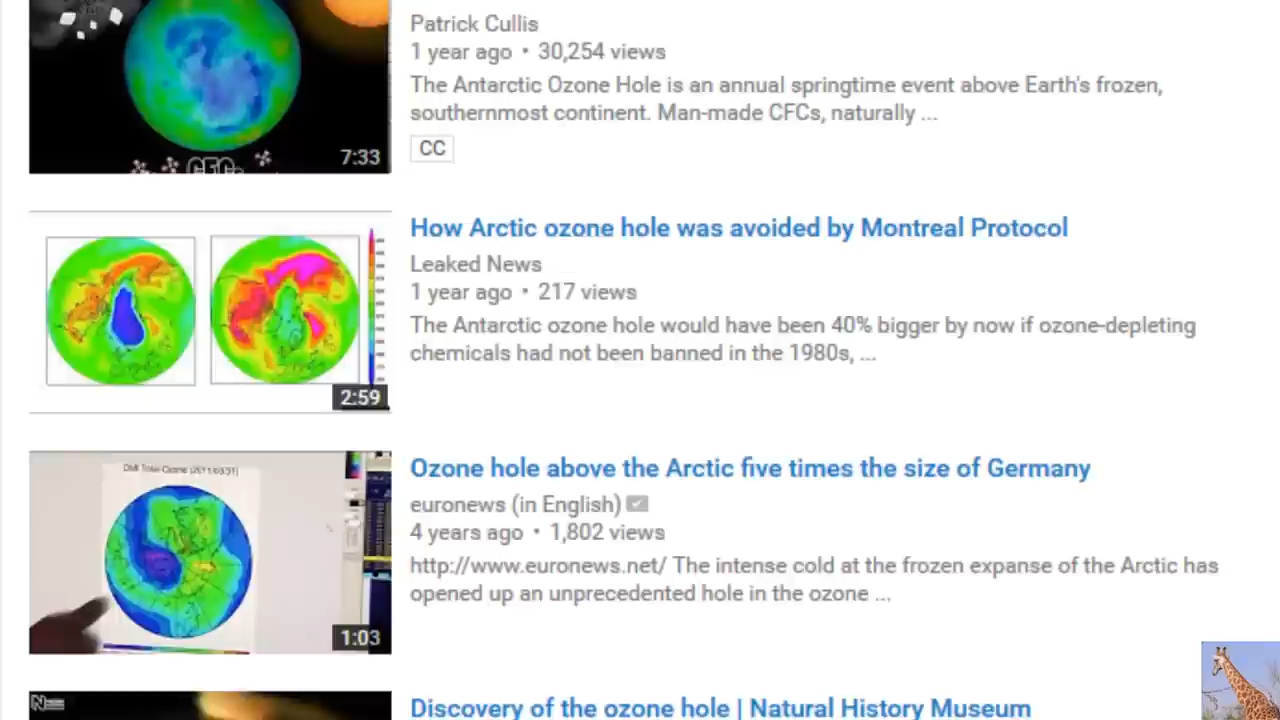 Patrick Cullis
1 year ago • 30,254 views
The Antarctic Ozone Hole is an annual springtime event above Earth's frozen,
southernmost continent. Man-made CFCs, naturally ...
CC
CFCs
7:33
How Arctic ozone hole was avoided by Montreal Protocol
Leaked News
1 year ago • 217 views
The Antarctic ozone hole would have been 40% bigger by now if ozone-depleting
chemicals had not been banned in the 1980s, ...
2:59
Ozone hole above the Arctic five times the size of Germany
euronews (in English)
4 years ago • 1,802 views
http://www.euronews.net/ The intense cold at the frozen expanse of the Arctic has
opened up an unprecedented hole in the ozone ...
1:03
Discovery of the ozone hole | Natural History Museum